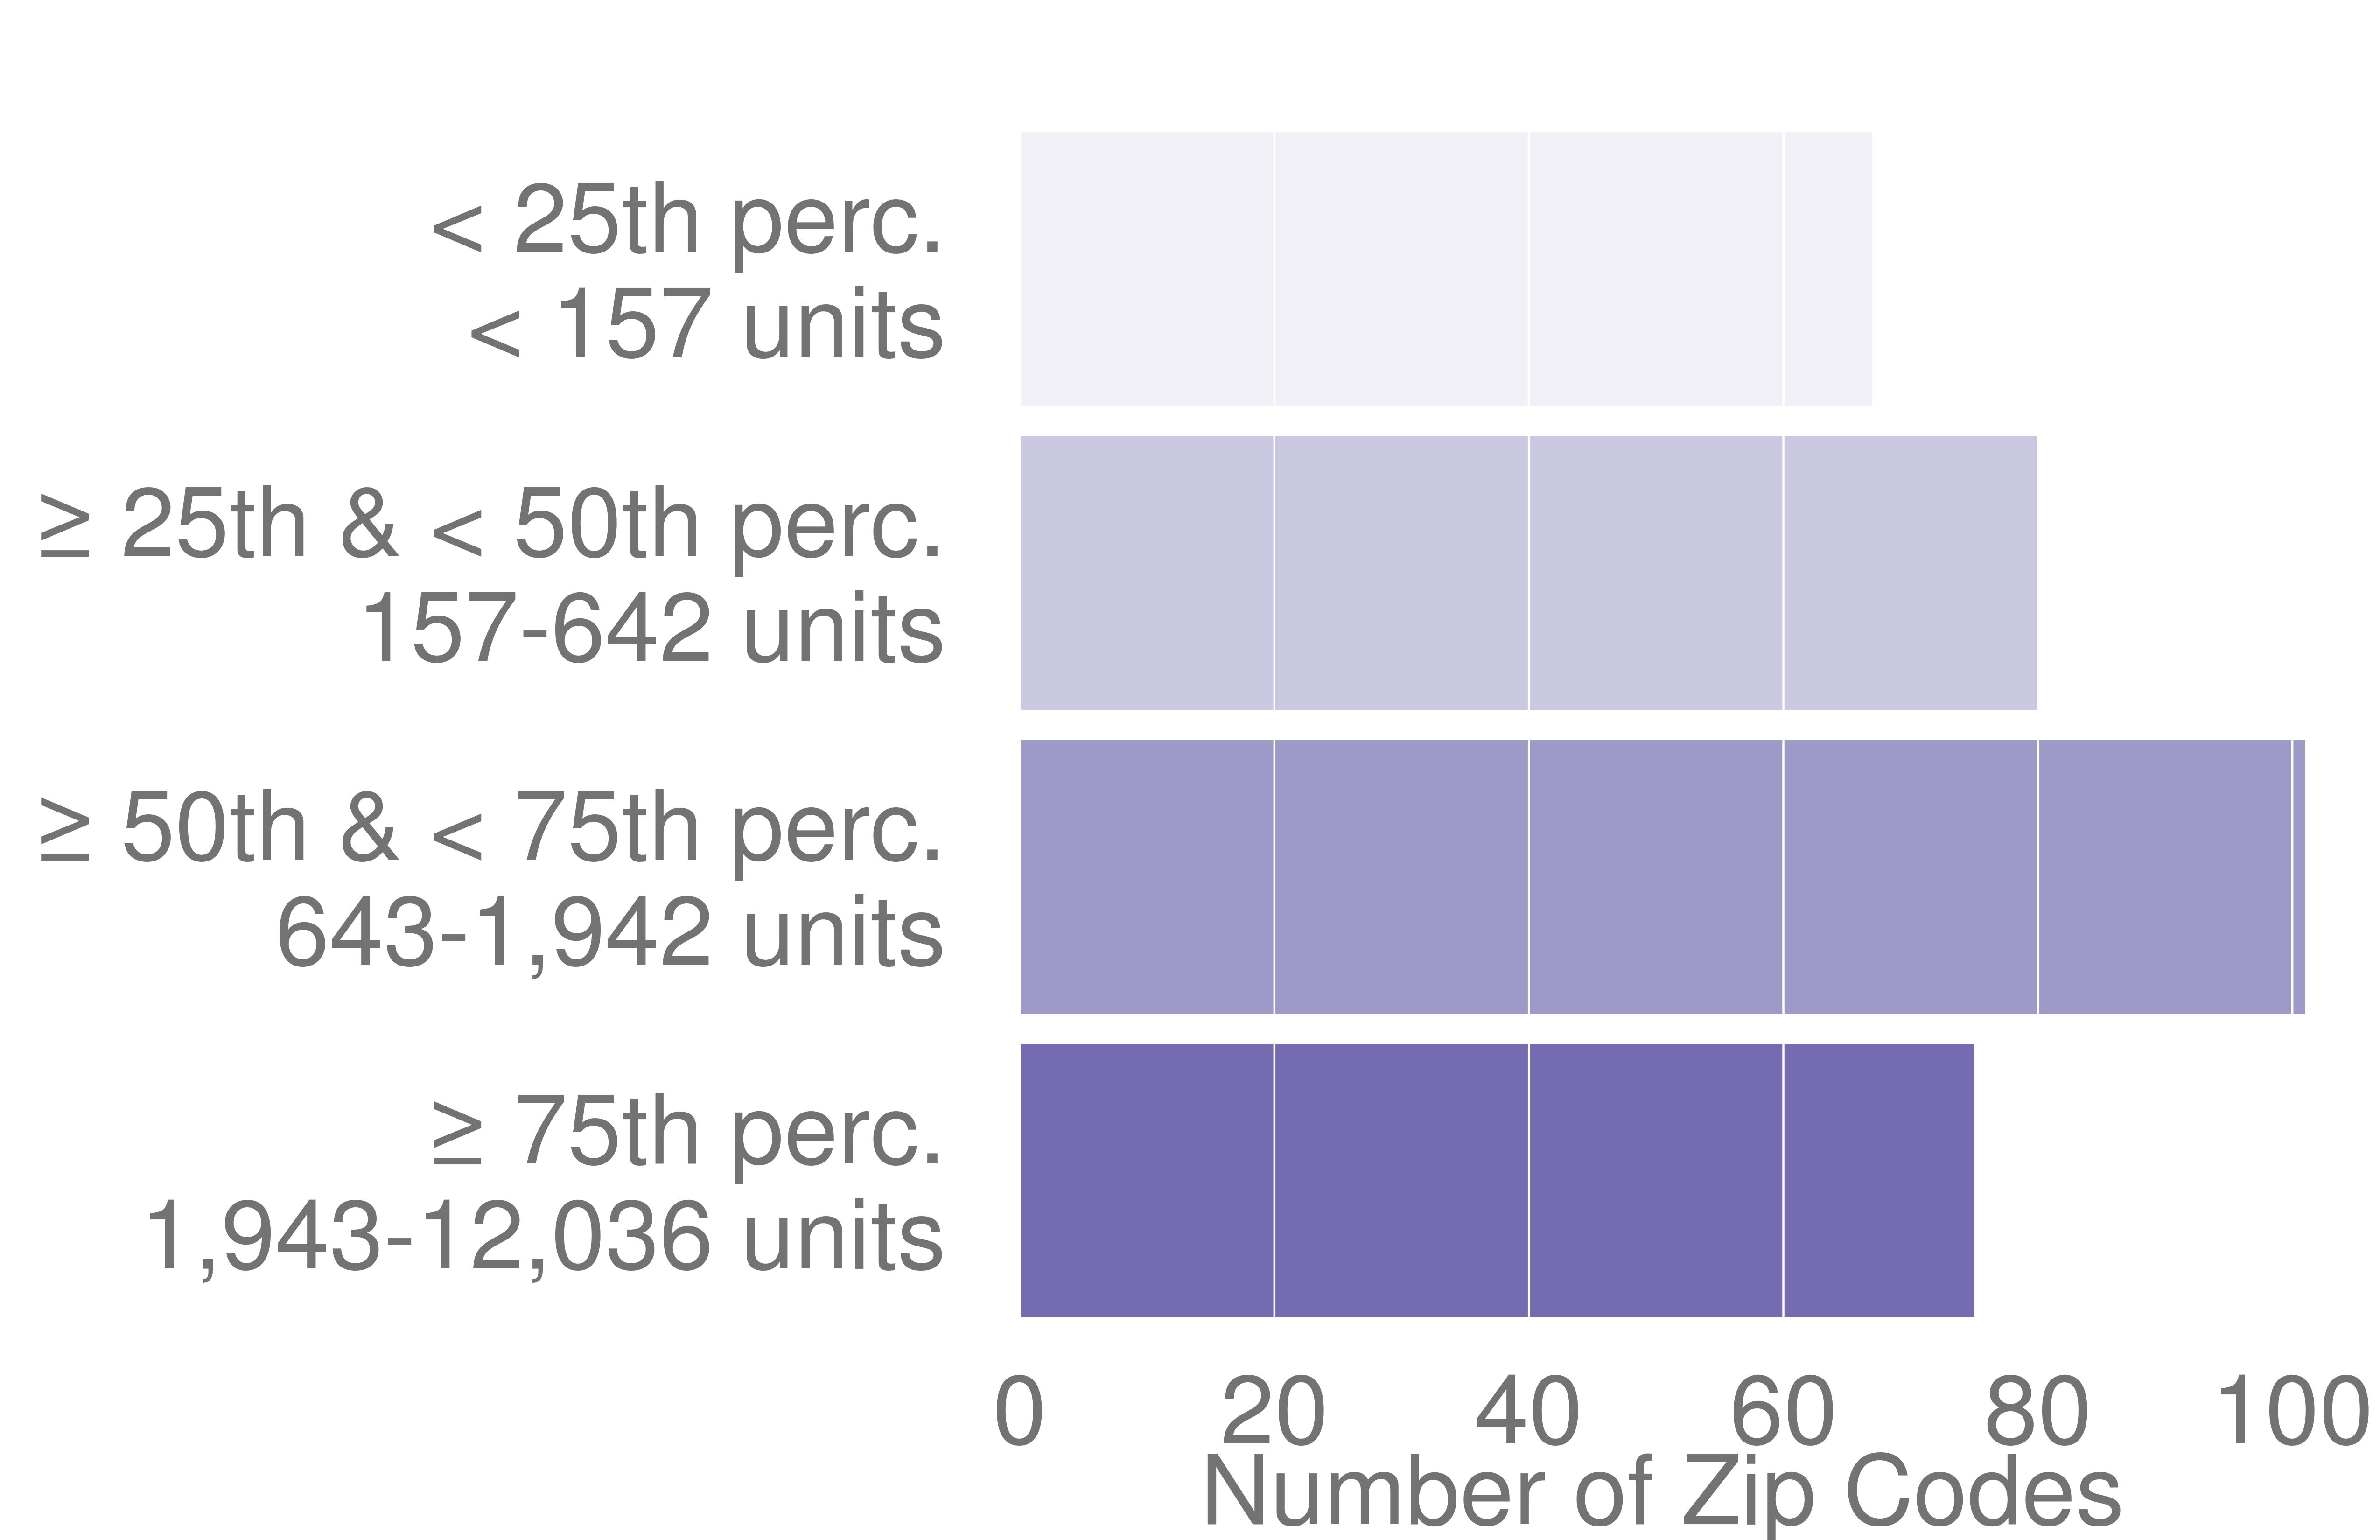 < 25th perc.
< 157 units
≥ 25th & < 50th perc.
157-642 units
≥ 50th & < 75th perc.
643-1,942 units
≥ 75th perc.
1,943-12,036 units
0 20 40 60 80 100
Number of Zip Codes